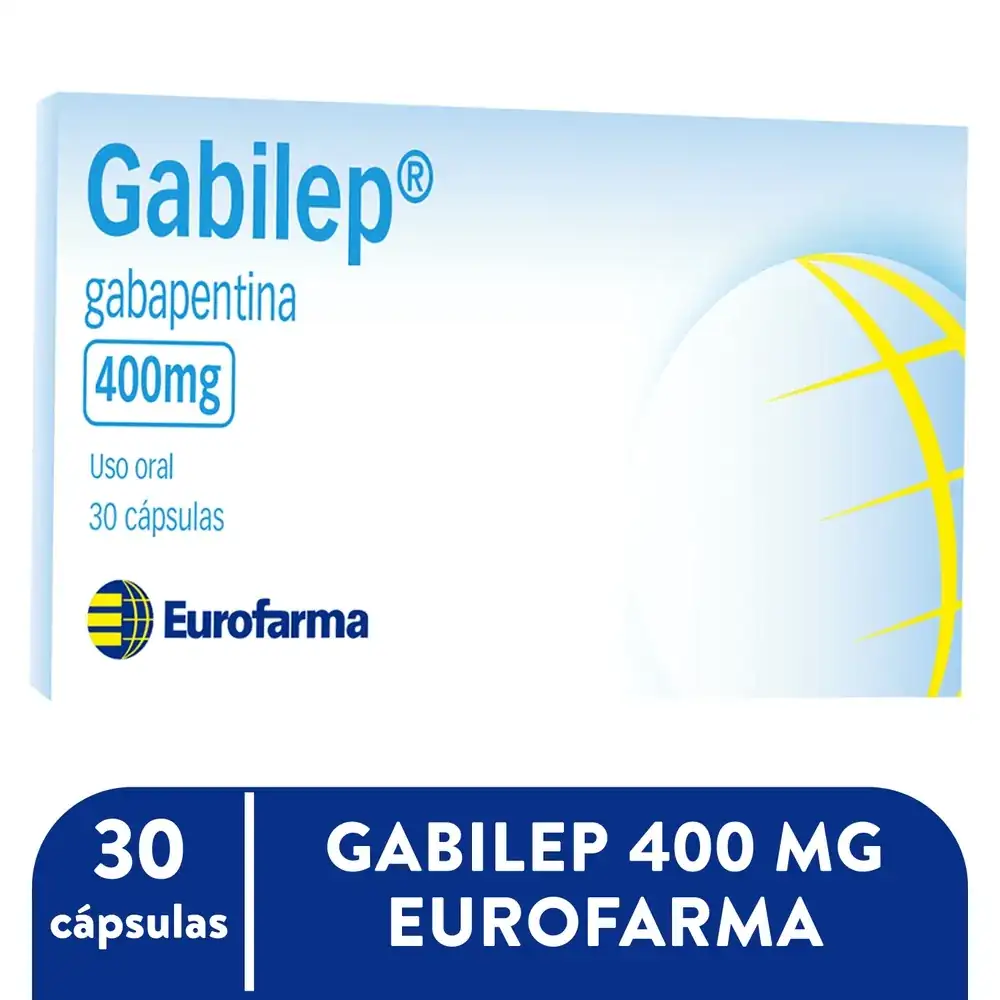 Gabilep®
gabapentina
400mg
Uso oral
30 cápsulas
Eurofarma
30
cápsulas
GABILEP 400 MG
EUROFARMA